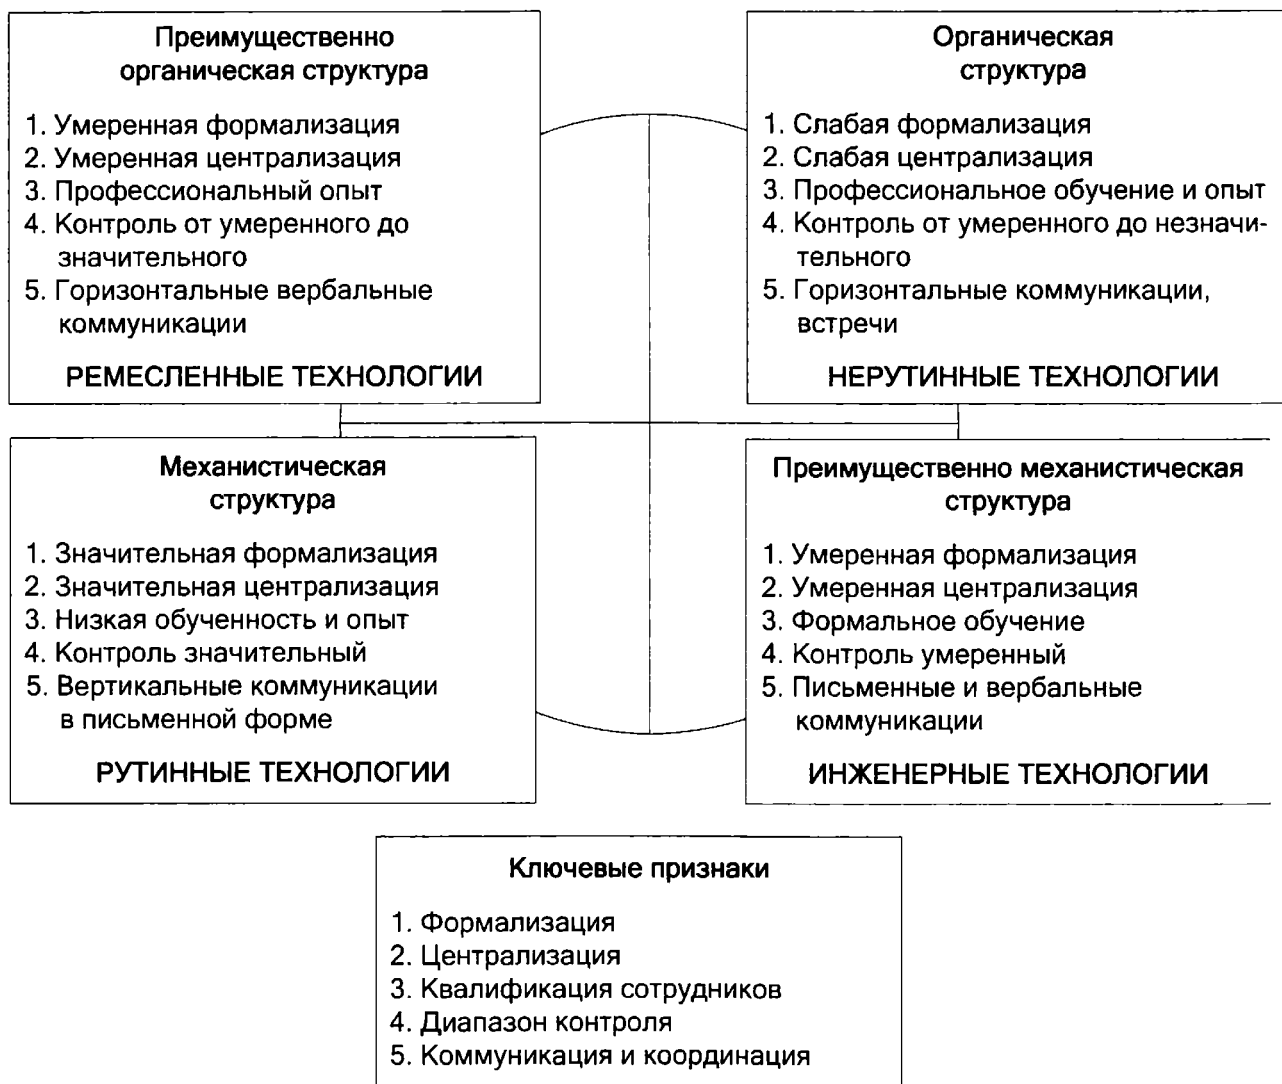 Преимущественно
органическая структура
1. Умеренная формализация
2. Умеренная централизация
3. Профессиональный опыт
4. Контроль от умеренного до
значительного
5. Горизонтальные вербальные
коммуникации
РЕМЕСЛЕННЫЕ ТЕХНОЛОГИИ
Органическая
структура
1. Слабая формализация
2. Слабая централизация
3. Профессиональное обучение и опыт
4. Контроль от умеренного до незначи-
тельного
5. Горизонтальные коммуникации,
встречи
НЕРУТИННЫЕ ТЕХНОЛОГИИ
Механистическая
структура
1. Значительная формализация
2. Значительная централизация
3. Низкая обученность и опыт
4. Контроль значительный
5. Вертикальные коммуникации
в письменной форме
РУТИННЫЕ ТЕХНОЛОГИИ
Преимущественно механистическая
структура
1. Умеренная формализация
2. Умеренная централизация
3. Формальное обучение
4. Контроль умеренный
5. Письменные и вербальные
коммуникации
ИНЖЕНЕРНЫЕ ТЕХНОЛОГИИ
Ключевые признаки
1. Формализация
2. Централизация
3. Квалификация сотрудников
4. Диапазон контроля
5. Коммуникация и координация